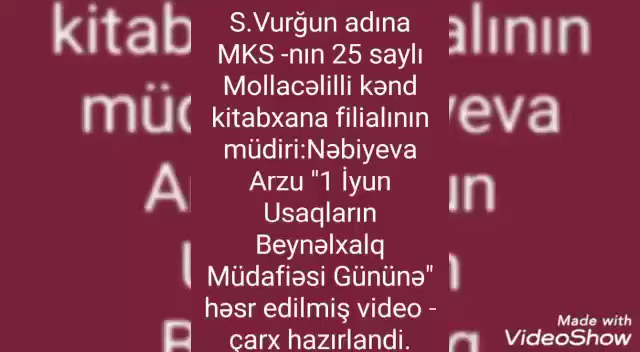 S.Vurğun adına
MKS -nın 25 saylı
Mollacəlilli kənd
kitabxana filialının
müdiri:Nəbiyeva
Arzu "1 İyun
Usaqların
Beynəlxalq
Müdafiəsi Gününə"
həsr edilmiş video -
çarx hazırlandi.
Made with
VideoShow